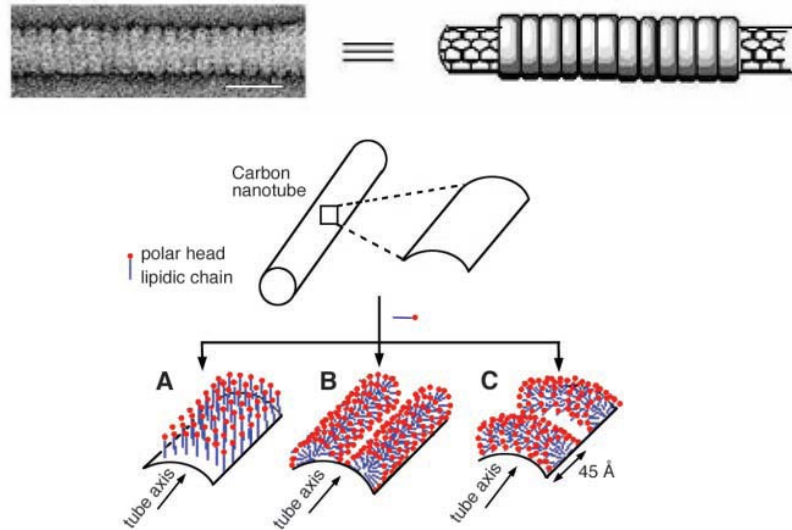 Carbon
nanotube
polar head
lipidic chain
A
B
C
tube axis
tube axis
tube axis
45 Å